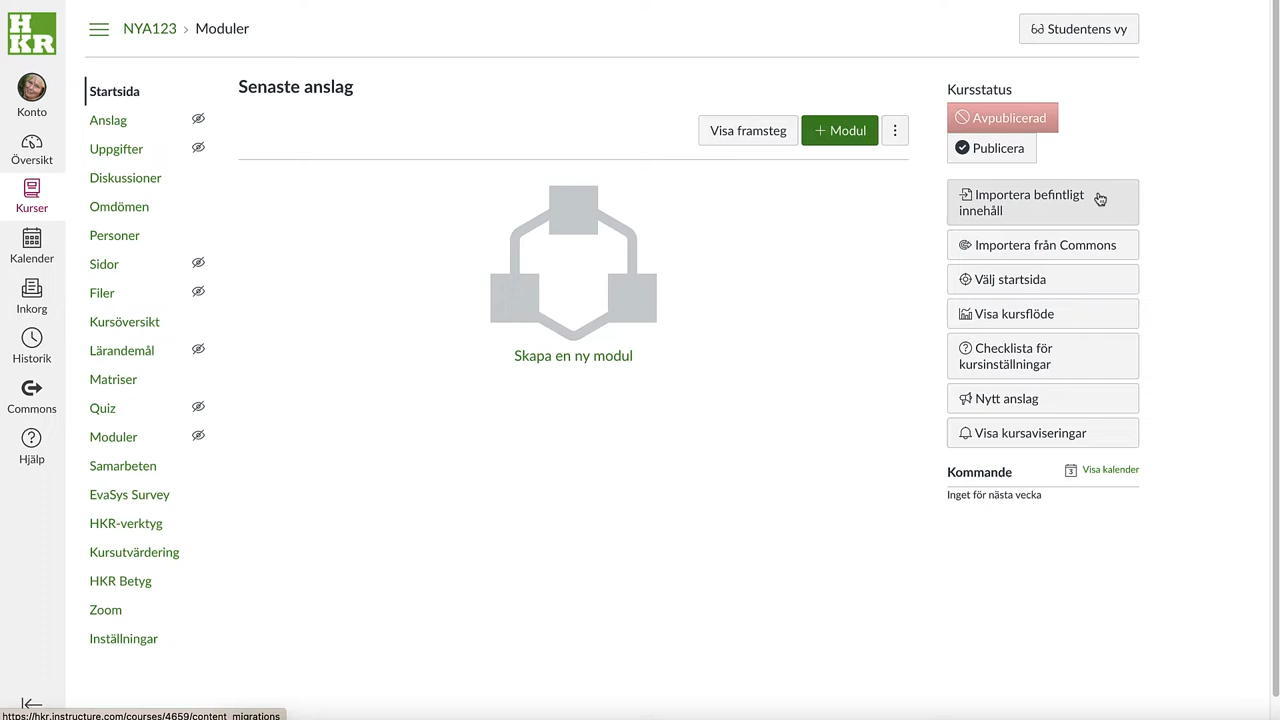 H
KR
NYA123 › Moduler
Studentens vy
Konto
Översikt
Kurser
Kalender
Inkorg
Historik
Commons
Hjälp
Startsida
Anslag
Uppgifter
Diskussioner
Omdömen
Personer
Sidor
Filer
Kursöversikt
Lärandemål
Matriser
Quiz
Moduler
Samarbeten
EvaSys Survey
HKR-verktyg
Kursutvärdering
HKR Betyg
Zoom
Inställningar
Senaste anslag
Visa framsteg
+ Modul
Skapa en ny modul
Kursstatus
Avpublicerad
Publicera
Importera befintligt
innehåll
Importera från Commons
Välj startsida
Visa kursflöde
Checklista för
kursinställningar
Nytt anslag
Visa kursaviseringar
Kommande
3 Visa kalender
Inget för nästa vecka
https://hkr.instructure.com/courses/4659/content_migrations